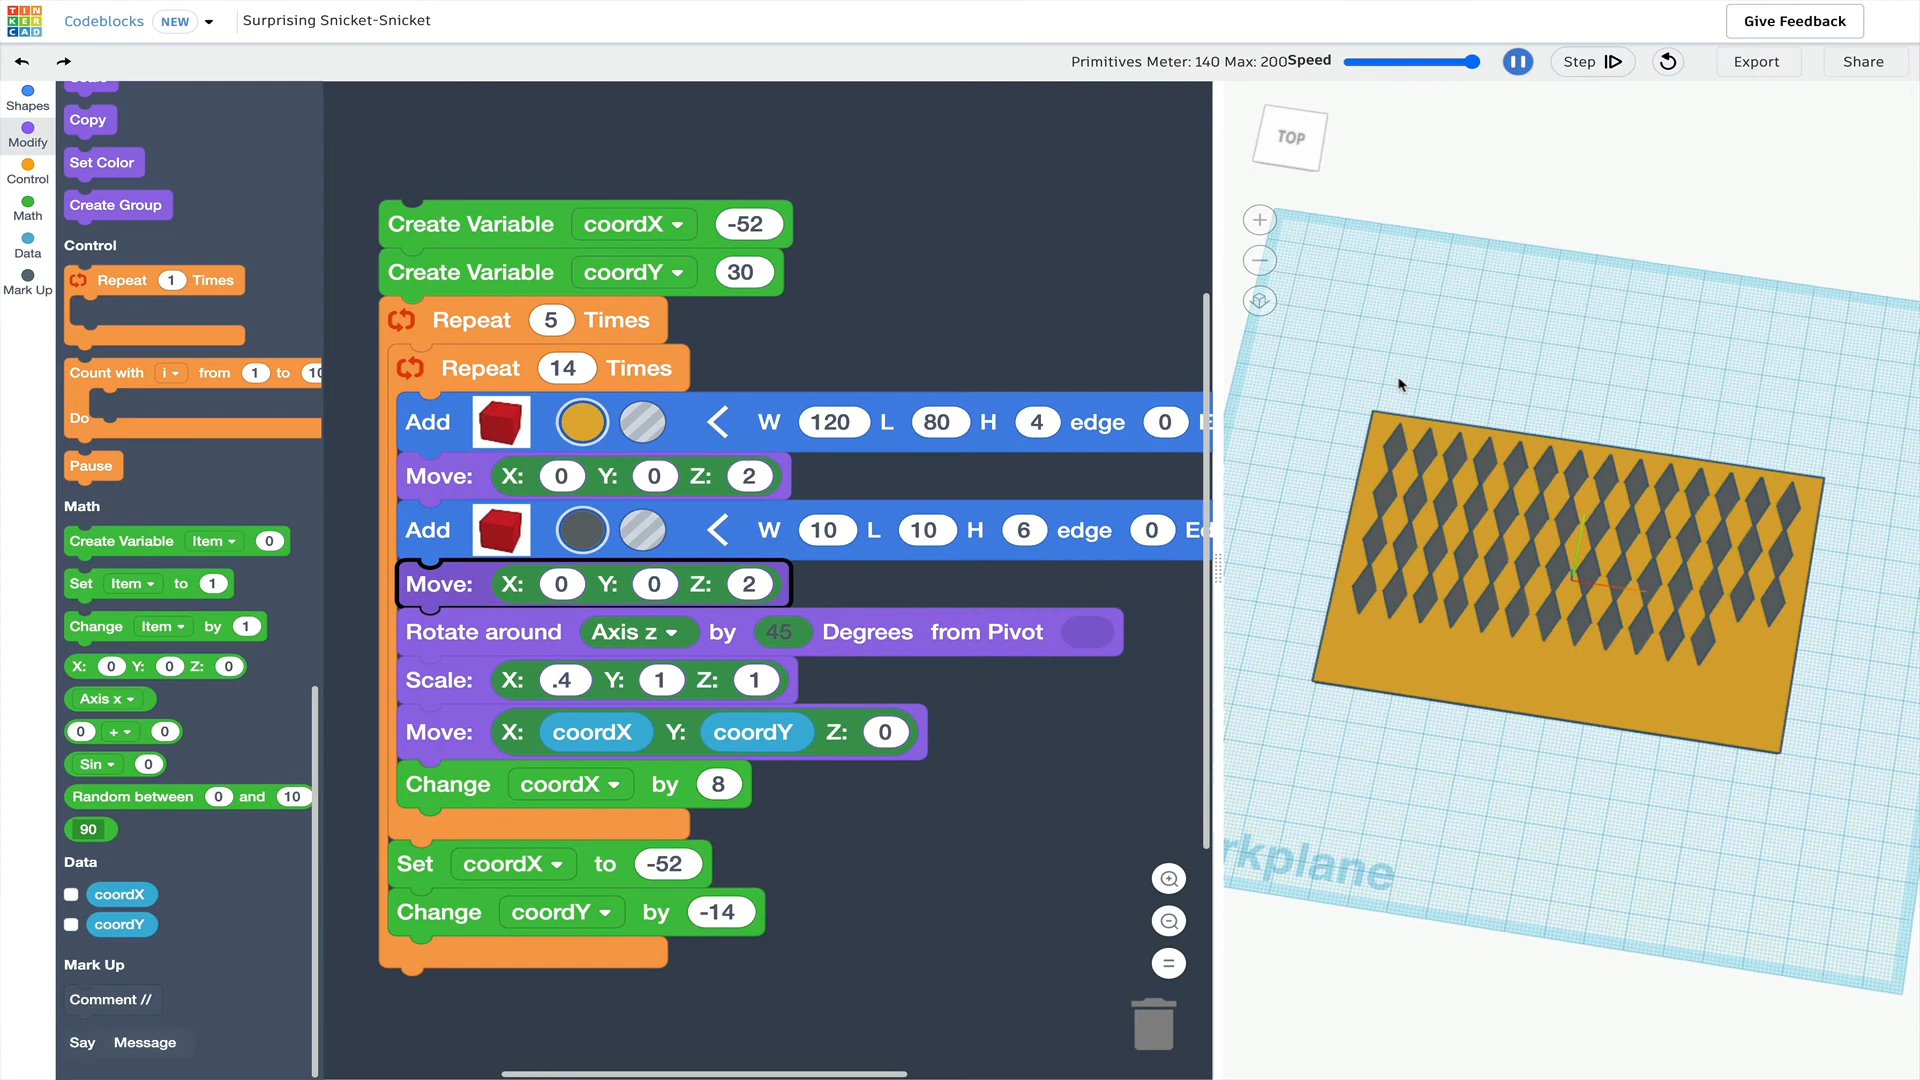 TIN
KER
CAD
Codeblocks NEW
Surprising Snicket-Snicket
Give Feedback
Primitives Meter: 140 Max: 200 Speed
Step
Export
Share
Shapes
Modify
Control
Math
Data
Mark Up
Copy
Set Color
Create Group
Control
Repeat 1 Times
Count with i from 1 to 10
Do
Pause
Math
Create Variable Item 0
Set Item to 1
Change Item by 1
X: 0 Y: 0 Z: 0
Axis x
0 + 0
Sin 0
Random between 0 and 10
90
Data
coordX
coordY
Mark Up
Comment //
Say Message
Create Variable coordX -52
Create Variable coordY 30
Repeat 5 Times
Repeat 14 Times
Add W 120 L 80 H 4 edge 0
Move: X: 0 Y: 0 Z: 2
Add W 10 L 10 H 6 edge 0 Ed
Move: X: 0 Y: 0 Z: 2
Rotate around Axis z by 45 Degrees from Pivot
Scale: X: .4 Y: 1 Z: 1
Move: X: coordX Y: coordY Z: 0
Change coordX by 8
Set coordX to -52
Change coordY by -14
TOP
rkplane